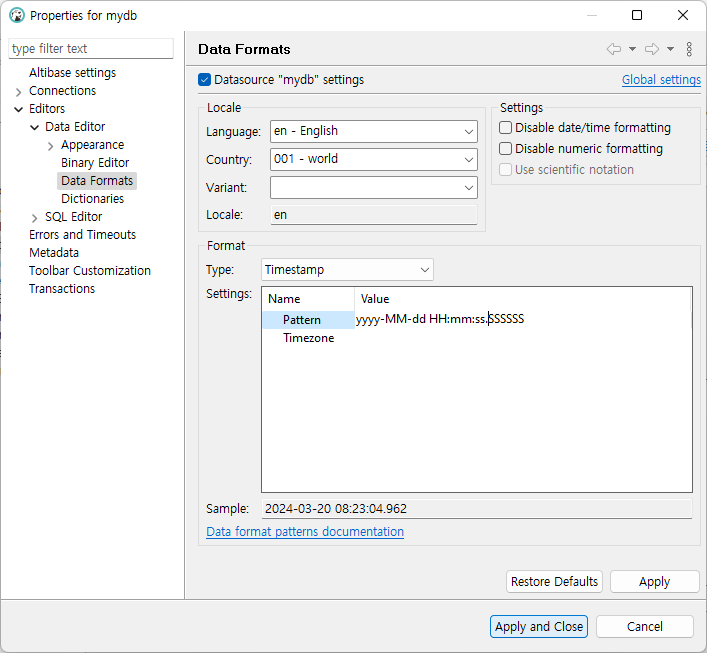 Properties for mydb
type filter text
Altibase settings
Connections
Editors
Data Editor
Appearance
Binary Editor
Data Formats
Dictionaries
SQL Editor
Errors and Timeouts
Metadata
Toolbar Customization
Transactions
Data Formats
Datasource "mydb" settings
Global settings
Locale
Language: en - English
Country: 001 - world
Variant:
Locale: en
Settings
Disable date/time formatting
Disable numeric formatting
Use scientific notation
Format
Type: Timestamp
Settings:
Name Value
Pattern yyyy-MM-dd HH:mm:ss.SSSSSS
Timezone
Sample: 2024-03-20 08:23:04.962
Data format patterns documentation
Restore Defaults Apply
Apply and Close Cancel